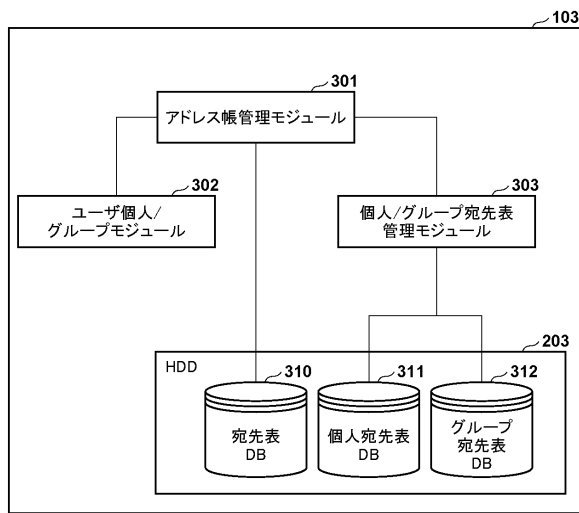 103
301
アドレス帳管理モジュール
302
ユーザ個人/
グループモジュール
303
個人/グループ宛先表
管理モジュール
203
HDD
310
宛先表
DB
311
個人宛先表
DB
312
グループ
宛先表
DB